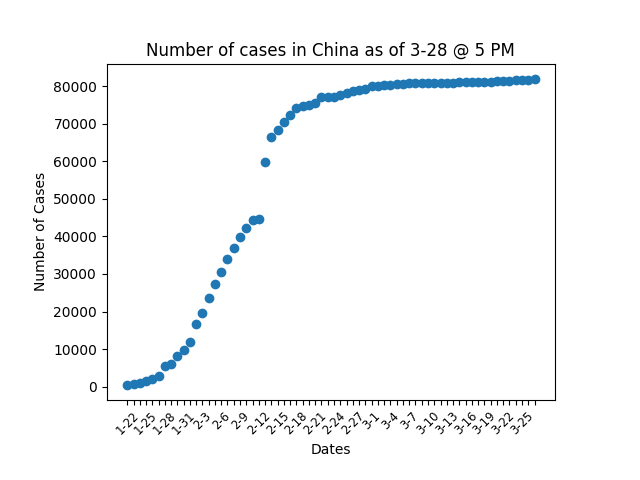 Number of cases in China as of 3-28 @ 5 PM
Number of Cases
80000
70000
60000
50000
40000
30000
20000
10000
0
1-22 1-25 1-28 1-31 2-3 2-6 2-9 2-12 2-15 2-18 2-21 2-24 2-27 3-1 3-4 3-7 3-10 3-13 3-16 3-19 3-22 3-25
Dates